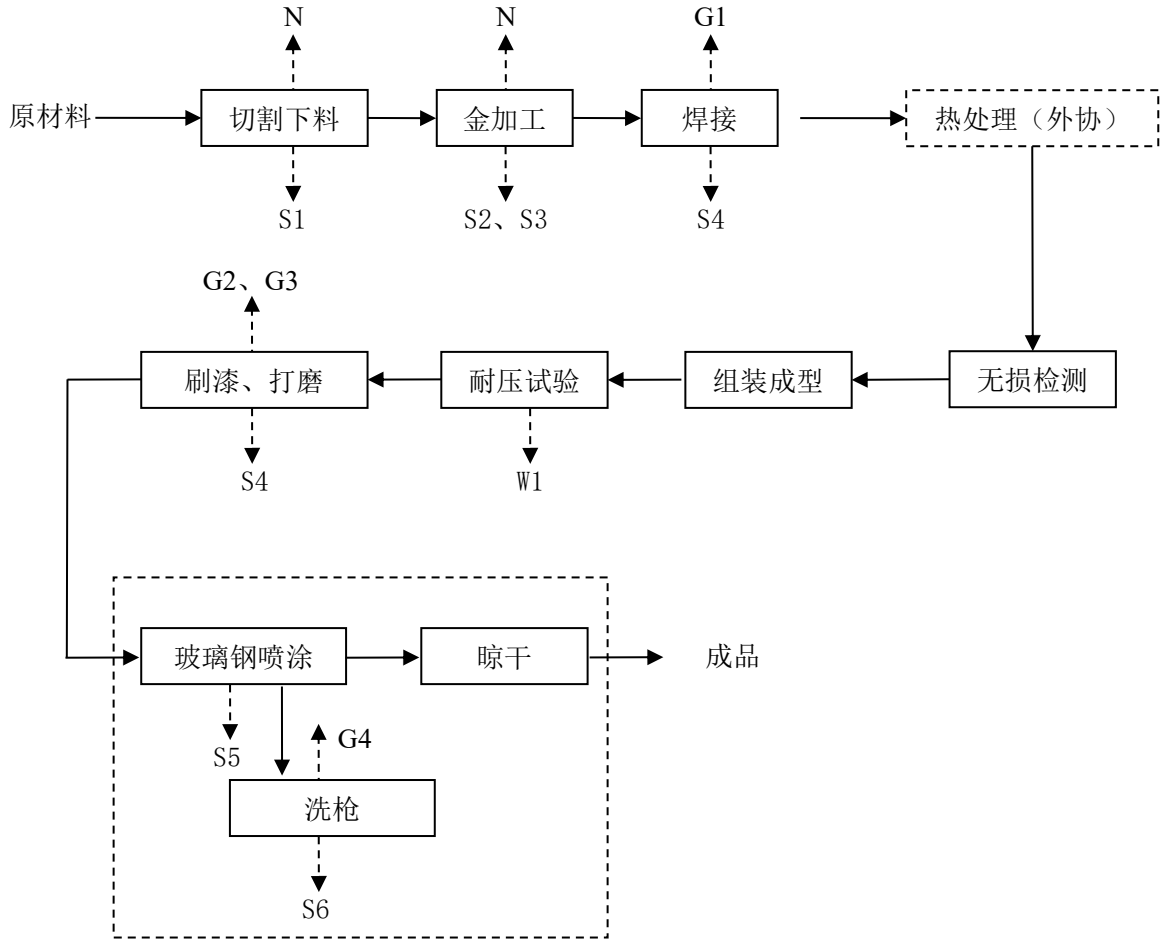 N N G1
原材料 切割下料 金加工 焊接 热处理（外协）
S1 S2、S3 S4
G2、G3
刷漆、打磨 耐压试验 组装成型 无损检测
S4 W1
玻璃钢喷涂 晾干 成品
S5 G4
洗枪
S6